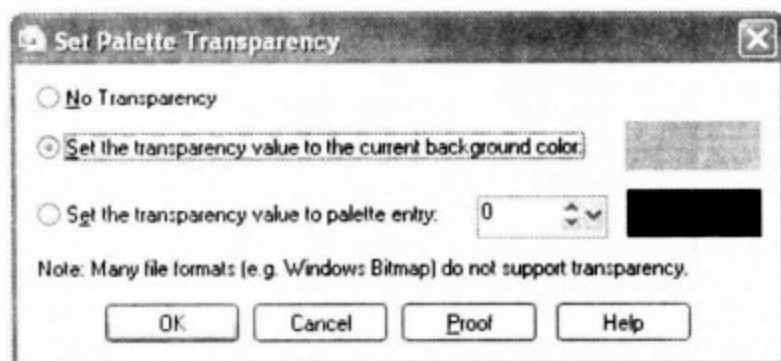 Set Palette Transparency
No Transparency
Set the transparency value to the current background color:
Set the transparency value to palette entry: 0
Note: Many file formats (e.g. Windows Bitmap) do not support transparency.
OK Cancel Proof Help